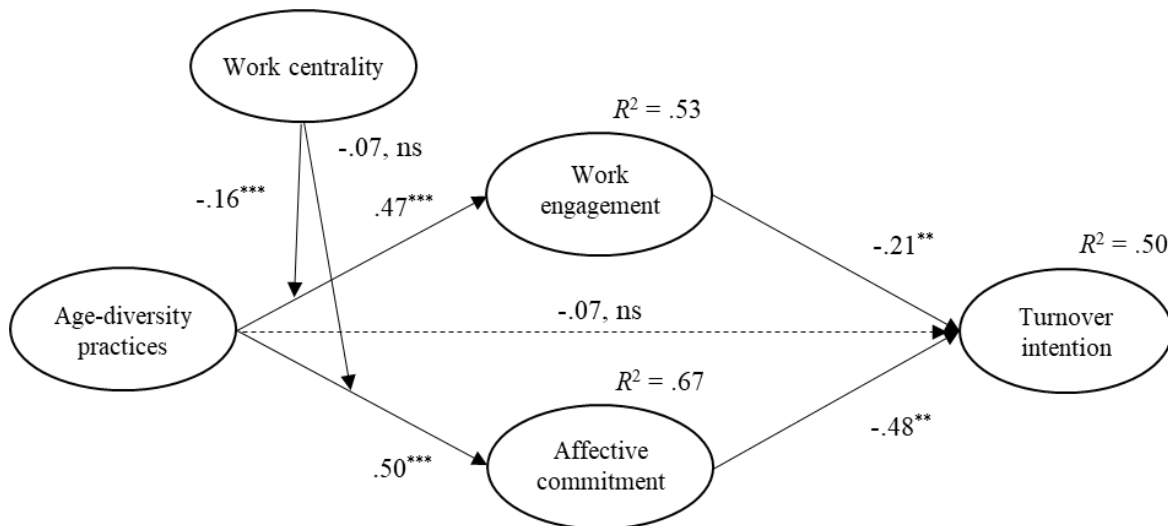 Work centrality
R² = .53
-.07, ns
Work
engagement
-.16***
.47***
-.21**
R² = .50
Age-diversity
practices
-.07, ns
Turnover
intention
R² = .67
Affective
commitment
.50***
-.48**